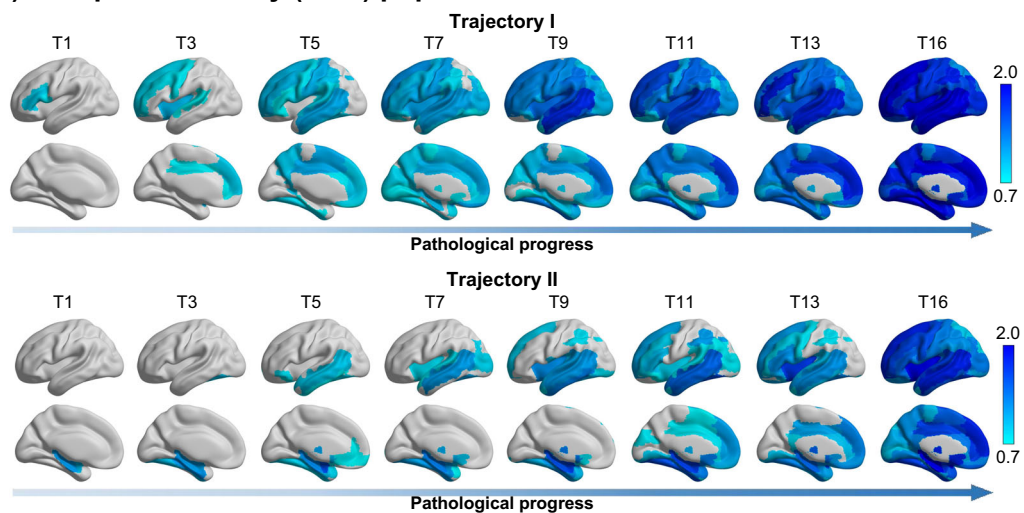 Trajectory I
T1 T3 T5 T7 T9 T11 T13 T16
2.0
0.7
Pathological progress
Trajectory II
T1 T3 T5 T7 T9 T11 T13 T16
2.0
0.7
Pathological progress